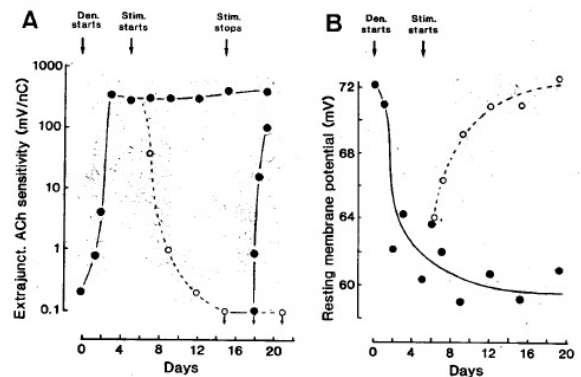 A
Den.
starts
Stim.
starts
Stim.
stops
Extrajunct. ACh sensitivity (mV/nC)
1000
100
10
1
0.1
0 4 8 12 16 20
Days
B
Den.
starts
Stim.
starts
Resting membrane potential (mV)
72
68
64
60
0 4 8 12 16 20
Days